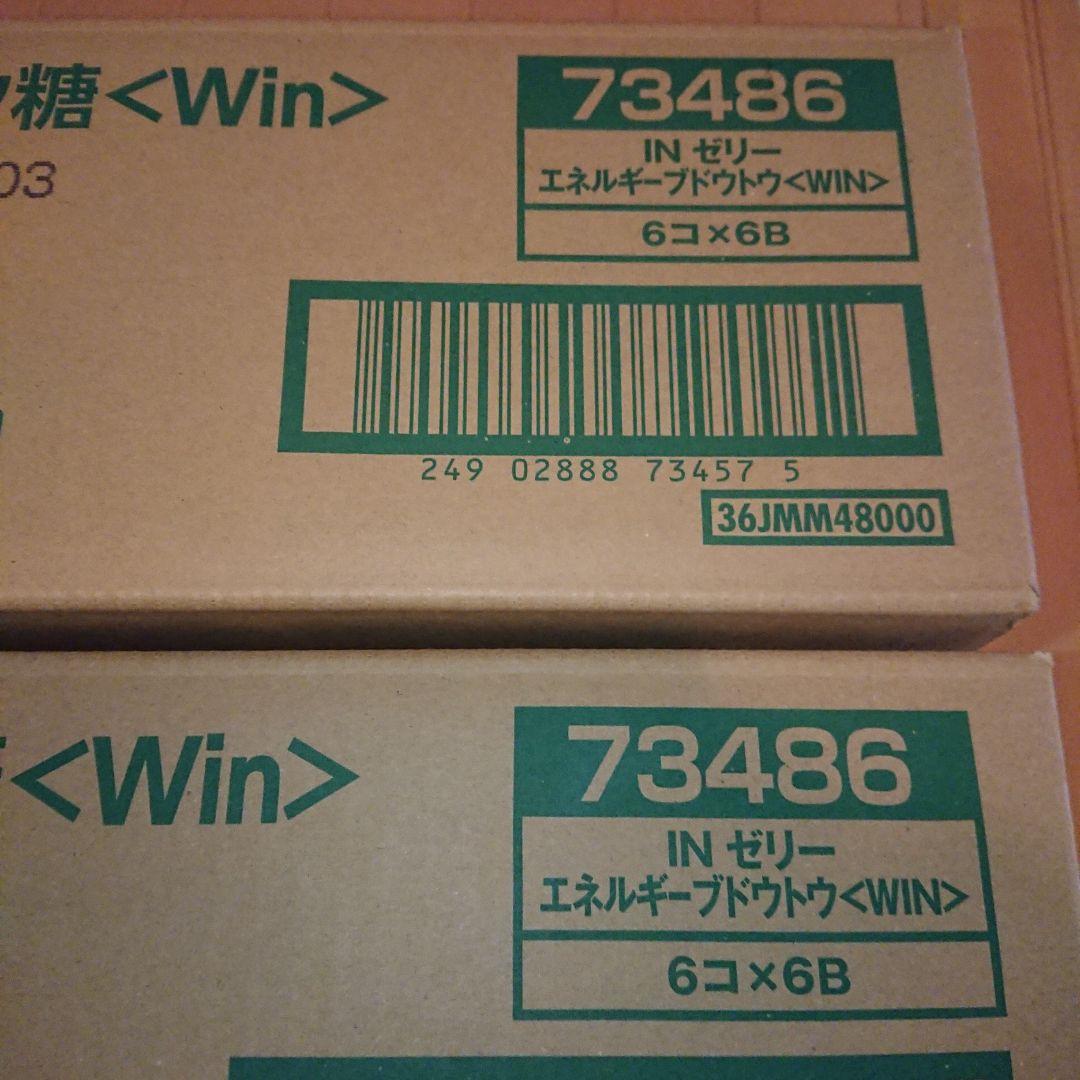 糖<Win>
73486
IN ゼリー
エネルギーブドウトウ<WIN>
03
6コ×6B
249 02888 73457 5
36JMM48000
<Win>
73486
IN ゼリー
エネルギーブドウトウ<WIN>
6コ×6B